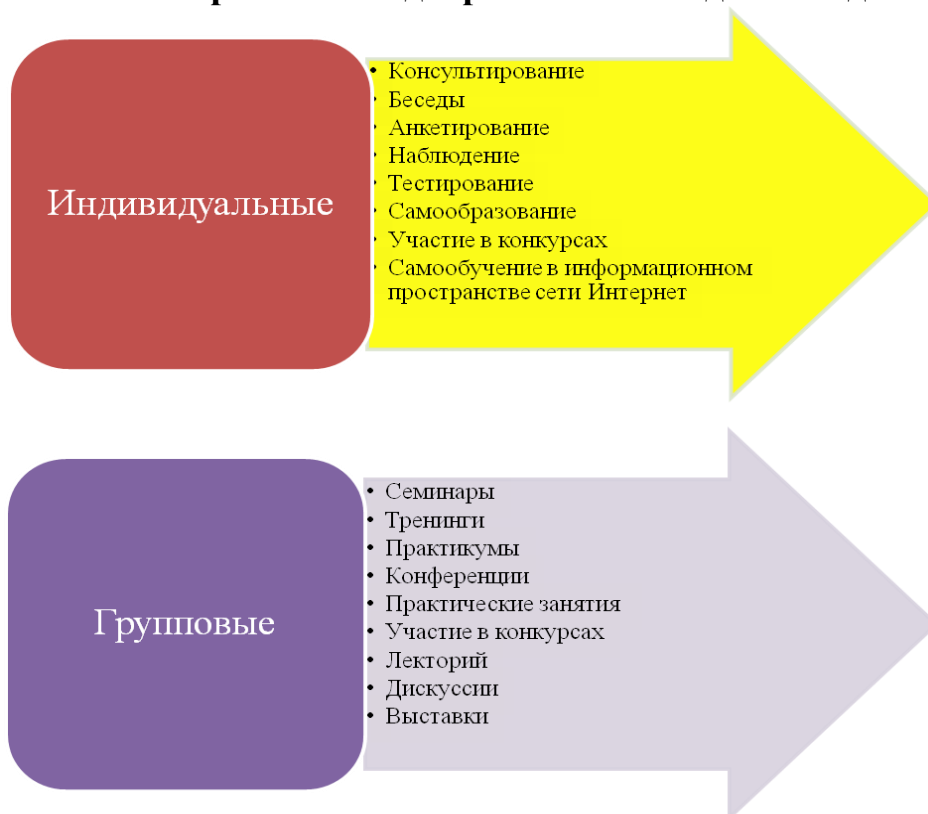 Индивидуальные
• Консультирование
• Беседы
• Анкетирование
• Наблюдение
• Тестирование
• Самообразование
• Участие в конкурсах
• Самообучение в информационном
пространстве сети Интернет
Групповые
• Семинары
• Тренинги
• Практикумы
• Конференции
• Практические занятия
• Участие в конкурсах
• Лекторий
• Дискуссии
• Выставки